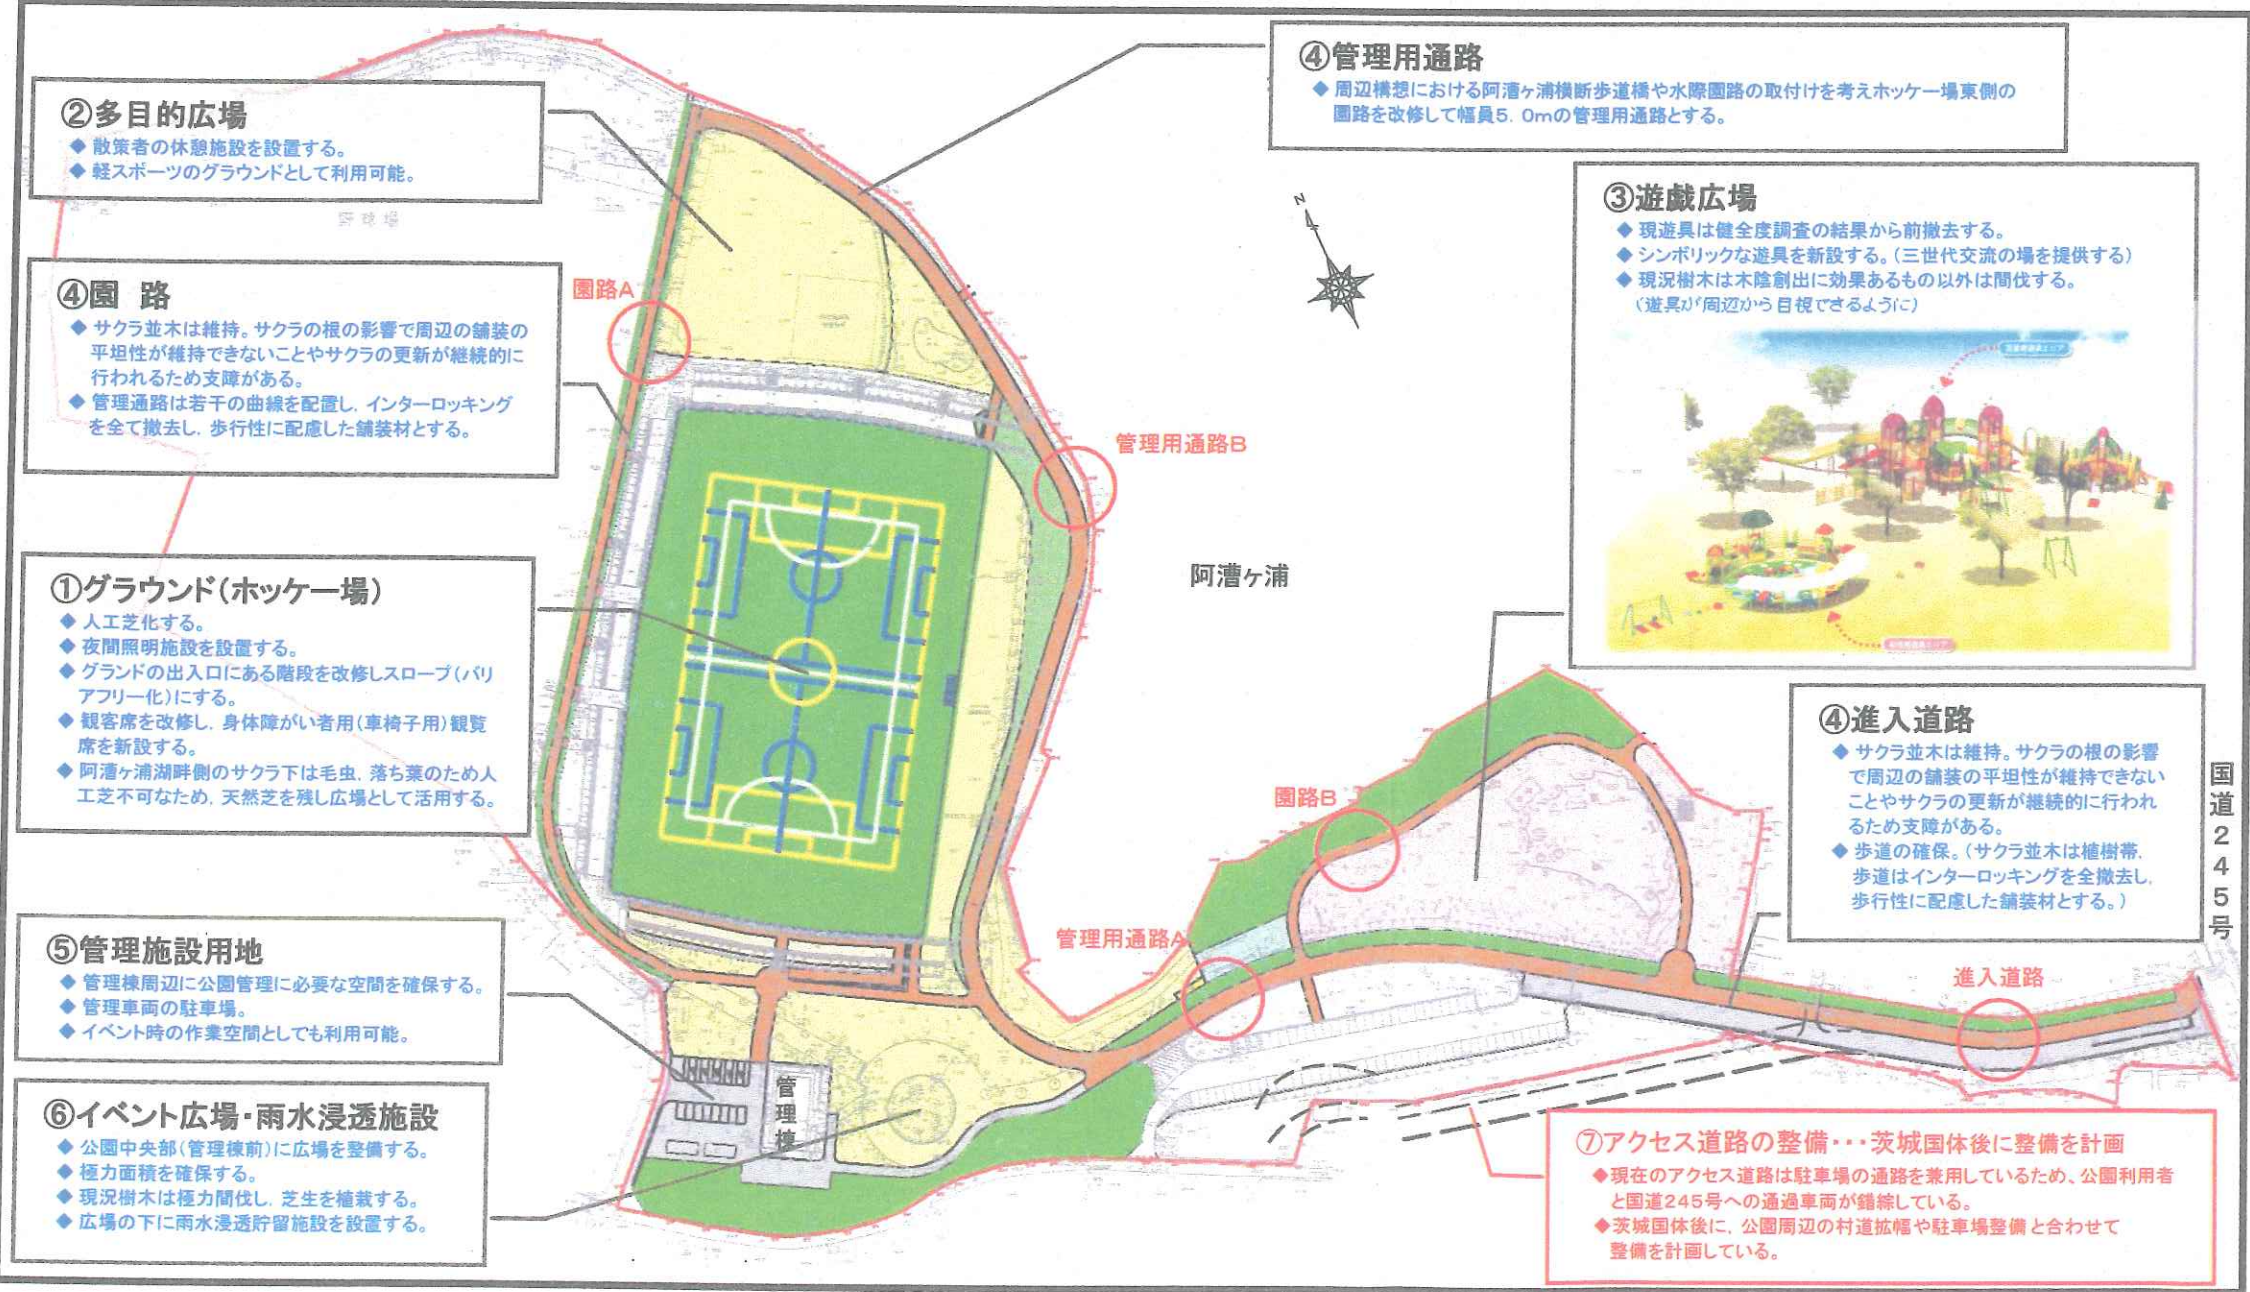 ②多目的広場
◆ 散策者の休憩施設を設置する。
◆ 軽スポーツのグラウンドとして利用可能。
野球場
④園　路
◆ サクラ並木は維持。サクラの根の影響で周辺の舗装の
平坦性が維持できないことやサクラの更新が継続的に
行われるため支障がある。
◆ 管理通路は若干の曲線を配置し、インターロッキング
を全て撤去し、歩行性に配慮した舗装材とする。
①グラウンド(ホッケー場)
◆ 人工芝化する。
◆ 夜間照明施設を設置する。
◆ グランドの出入口にある階段を改修しスロープ(バリ
アフリー化)にする。
◆ 観客席を改修し、身体障がい者用(車椅子用)観覧
席を新設する。
◆ 阿漕ヶ浦湖畔側のサクラ下は毛虫、落ち葉のため人
工芝不可なため、天然芝を残し広場として活用する。
⑤管理施設用地
◆ 管理棟周辺に公園管理に必要な空間を確保する。
◆ 管理車両の駐車場。
◆ イベント時の作業空間としても利用可能。
⑥イベント広場・雨水浸透施設
◆ 公園中央部(管理棟前)に広場を整備する。
◆ 極力面積を確保する。
◆ 現況樹木は極力間伐し、芝生を植栽する。
◆ 広場の下に雨水浸透貯留施設を設置する。
④管理用通路
◆ 周辺構想における阿漕ヶ浦横断歩道橋や水際園路の取付けを考えホッケー場東側の
園路を改修して幅員5．0mの管理用通路とする。
③遊戯広場
◆ 現遊具は健全度調査の結果から前撤去する。
◆ シンボリックな遊具を新設する。(三世代交流の場を提供する)
◆ 現況樹木は木陰創出に効果あるもの以外は間伐する。
(遊具が周辺から目視できるように)
④進入道路
◆ サクラ並木は維持。サクラの根の影響
で周辺の舗装の平坦性が維持できない
ことやサクラの更新が継続的に行われ
るため支障がある。
◆ 歩道の確保。(サクラ並木は植樹帯、
歩道はインターロッキングを全撤去し、
歩行性に配慮した舗装材とする。)
国道245号
⑦アクセス道路の整備・・・茨城国体後に整備を計画
◆現在のアクセス道路は駐車場の通路を兼用しているため、公園利用者
と国道245号への通過車両が錯綜している。
◆茨城国体後に、公園周辺の村道拡幅や駐車場整備と合わせて
整備を計画している。
園路A
管理用通路B
N
阿漕ヶ浦
園路B
管理用通路A
進入道路
管理棟